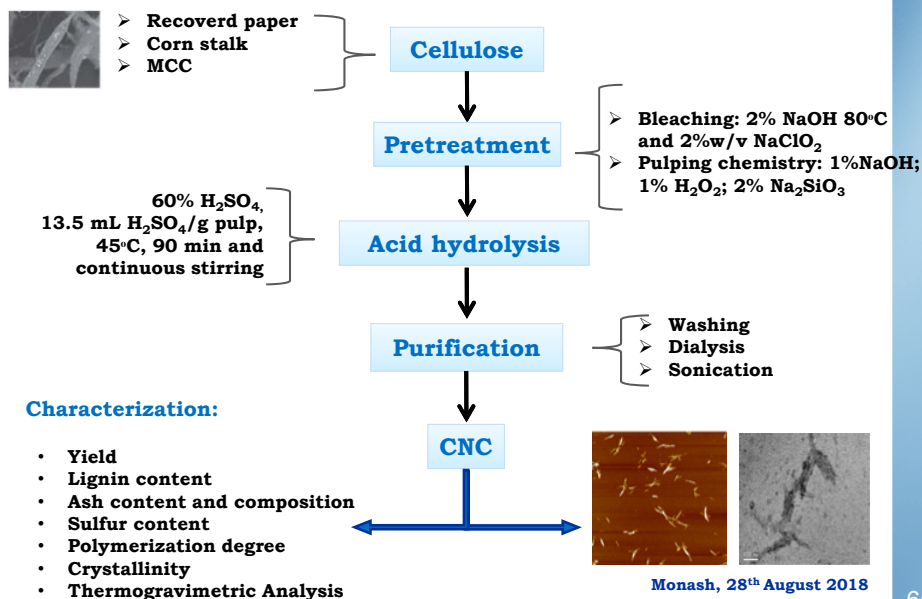 ➢ Recoverd paper
➢ Corn stalk
➢ MCC
Cellulose
Pretreatment
➢ Bleaching: 2% NaOH 80ºC
and 2%w/v NaClO₂
➢ Pulping chemistry: 1%NaOH;
1% H₂O₂; 2% Na₂SiO₃
60% H₂SO₄,
13.5 mL H₂SO₄/g pulp,
45ºC, 90 min and
continuous stirring
Acid hydrolysis
Purification
➢ Washing
➢ Dialysis
➢ Sonication
Characterization:
CNC
• Yield
• Lignin content
• Ash content and composition
• Sulfur content
• Polymerization degree
• Crystallinity
• Thermogravimetric Analysis
Monash, 28th August 2018
6